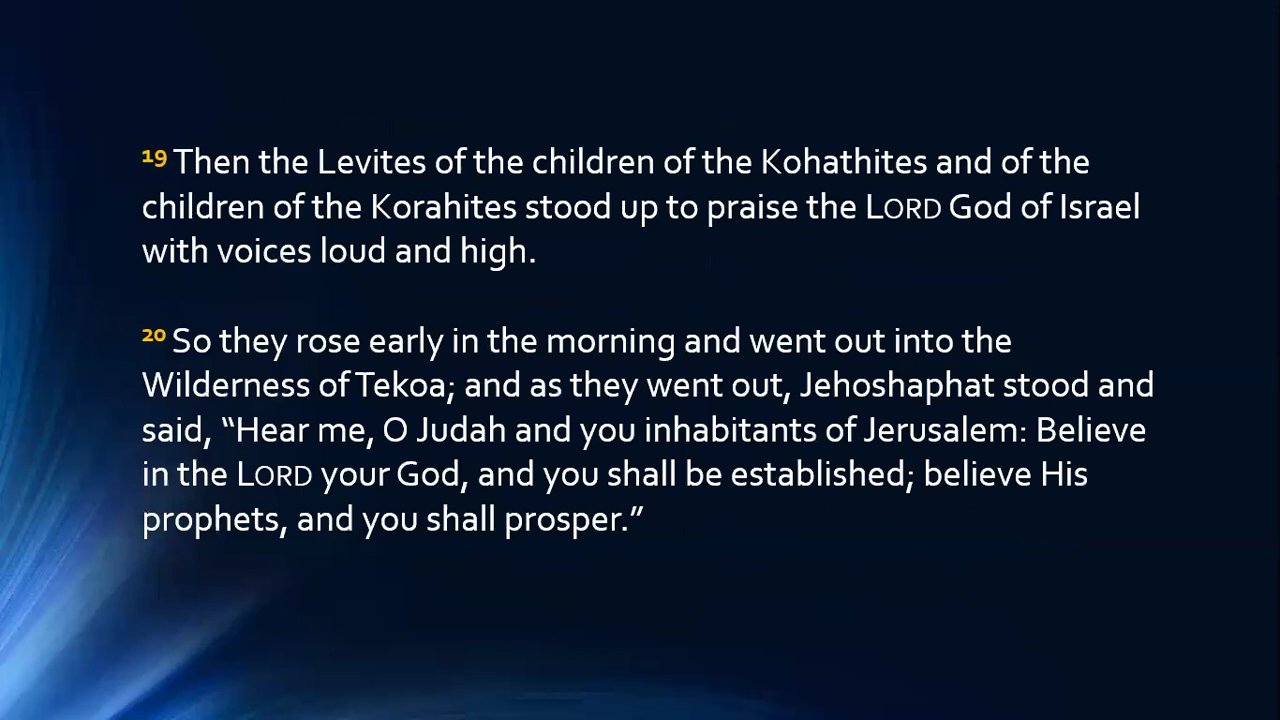 19 Then the Levites of the children of the Kohathites and of the
children of the Korahites stood up to praise the LORD God of Israel
with voices loud and high.
20 So they rose early in the morning and went out into the
Wilderness of Tekoa; and as they went out, Jehoshaphat stood and
said, “Hear me, O Judah and you inhabitants of Jerusalem: Believe
in the LORD your God, and you shall be established; believe His
prophets, and you shall prosper.”